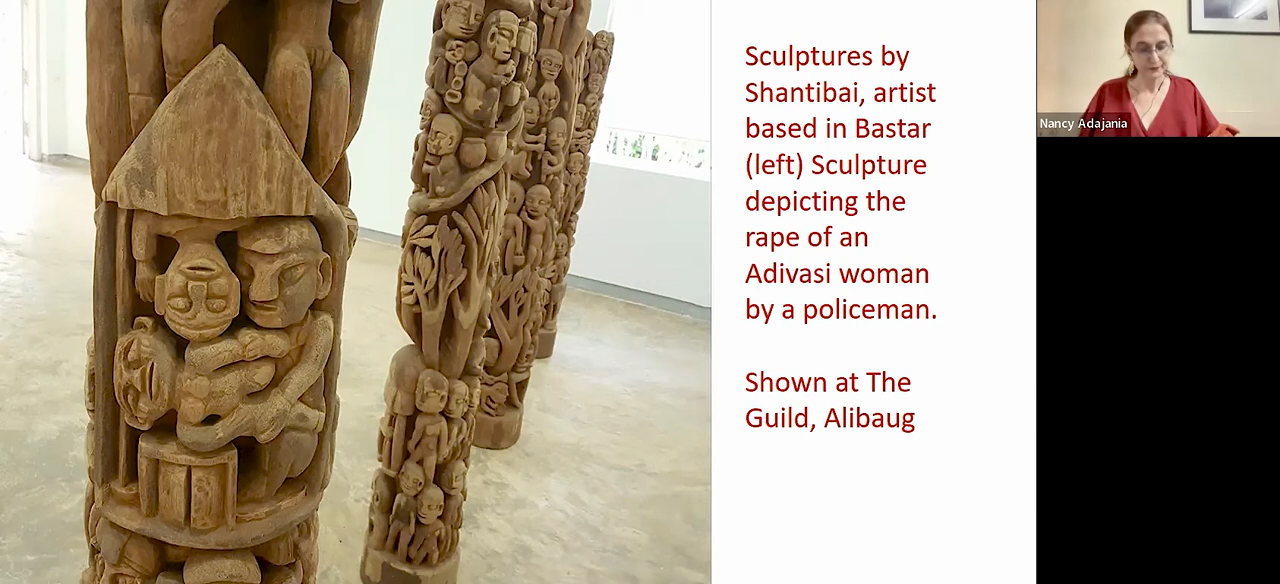 Sculptures by
Shantibai, artist
based in Bastar
(left) Sculpture
depicting the
rape of an
Adivasi woman
by a policeman.
Shown at The
Guild, Alibaug
Nancy Adajania